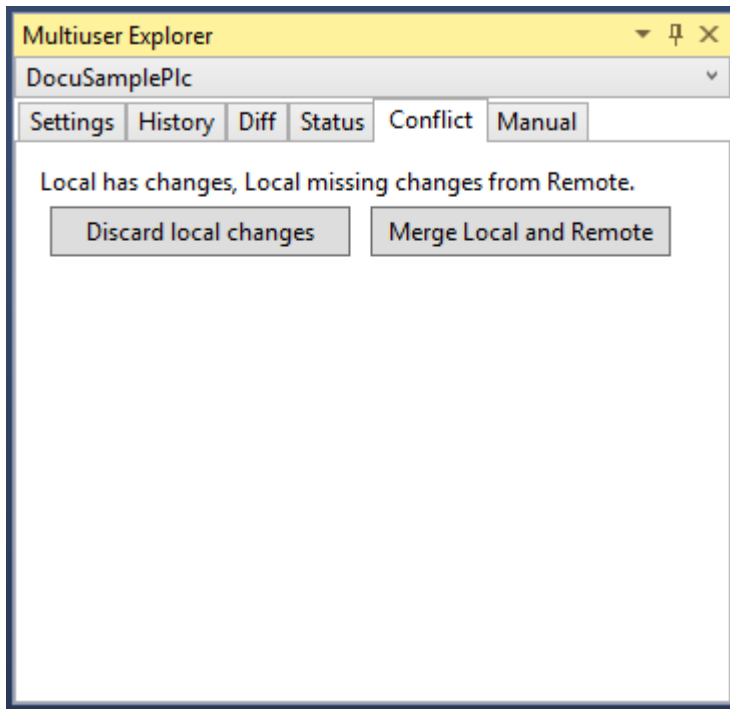 Multiuser Explorer
DocuSamplePlc
Settings History Diff Status Conflict Manual
Local has changes, Local missing changes from Remote.
Discard local changes Merge Local and Remote